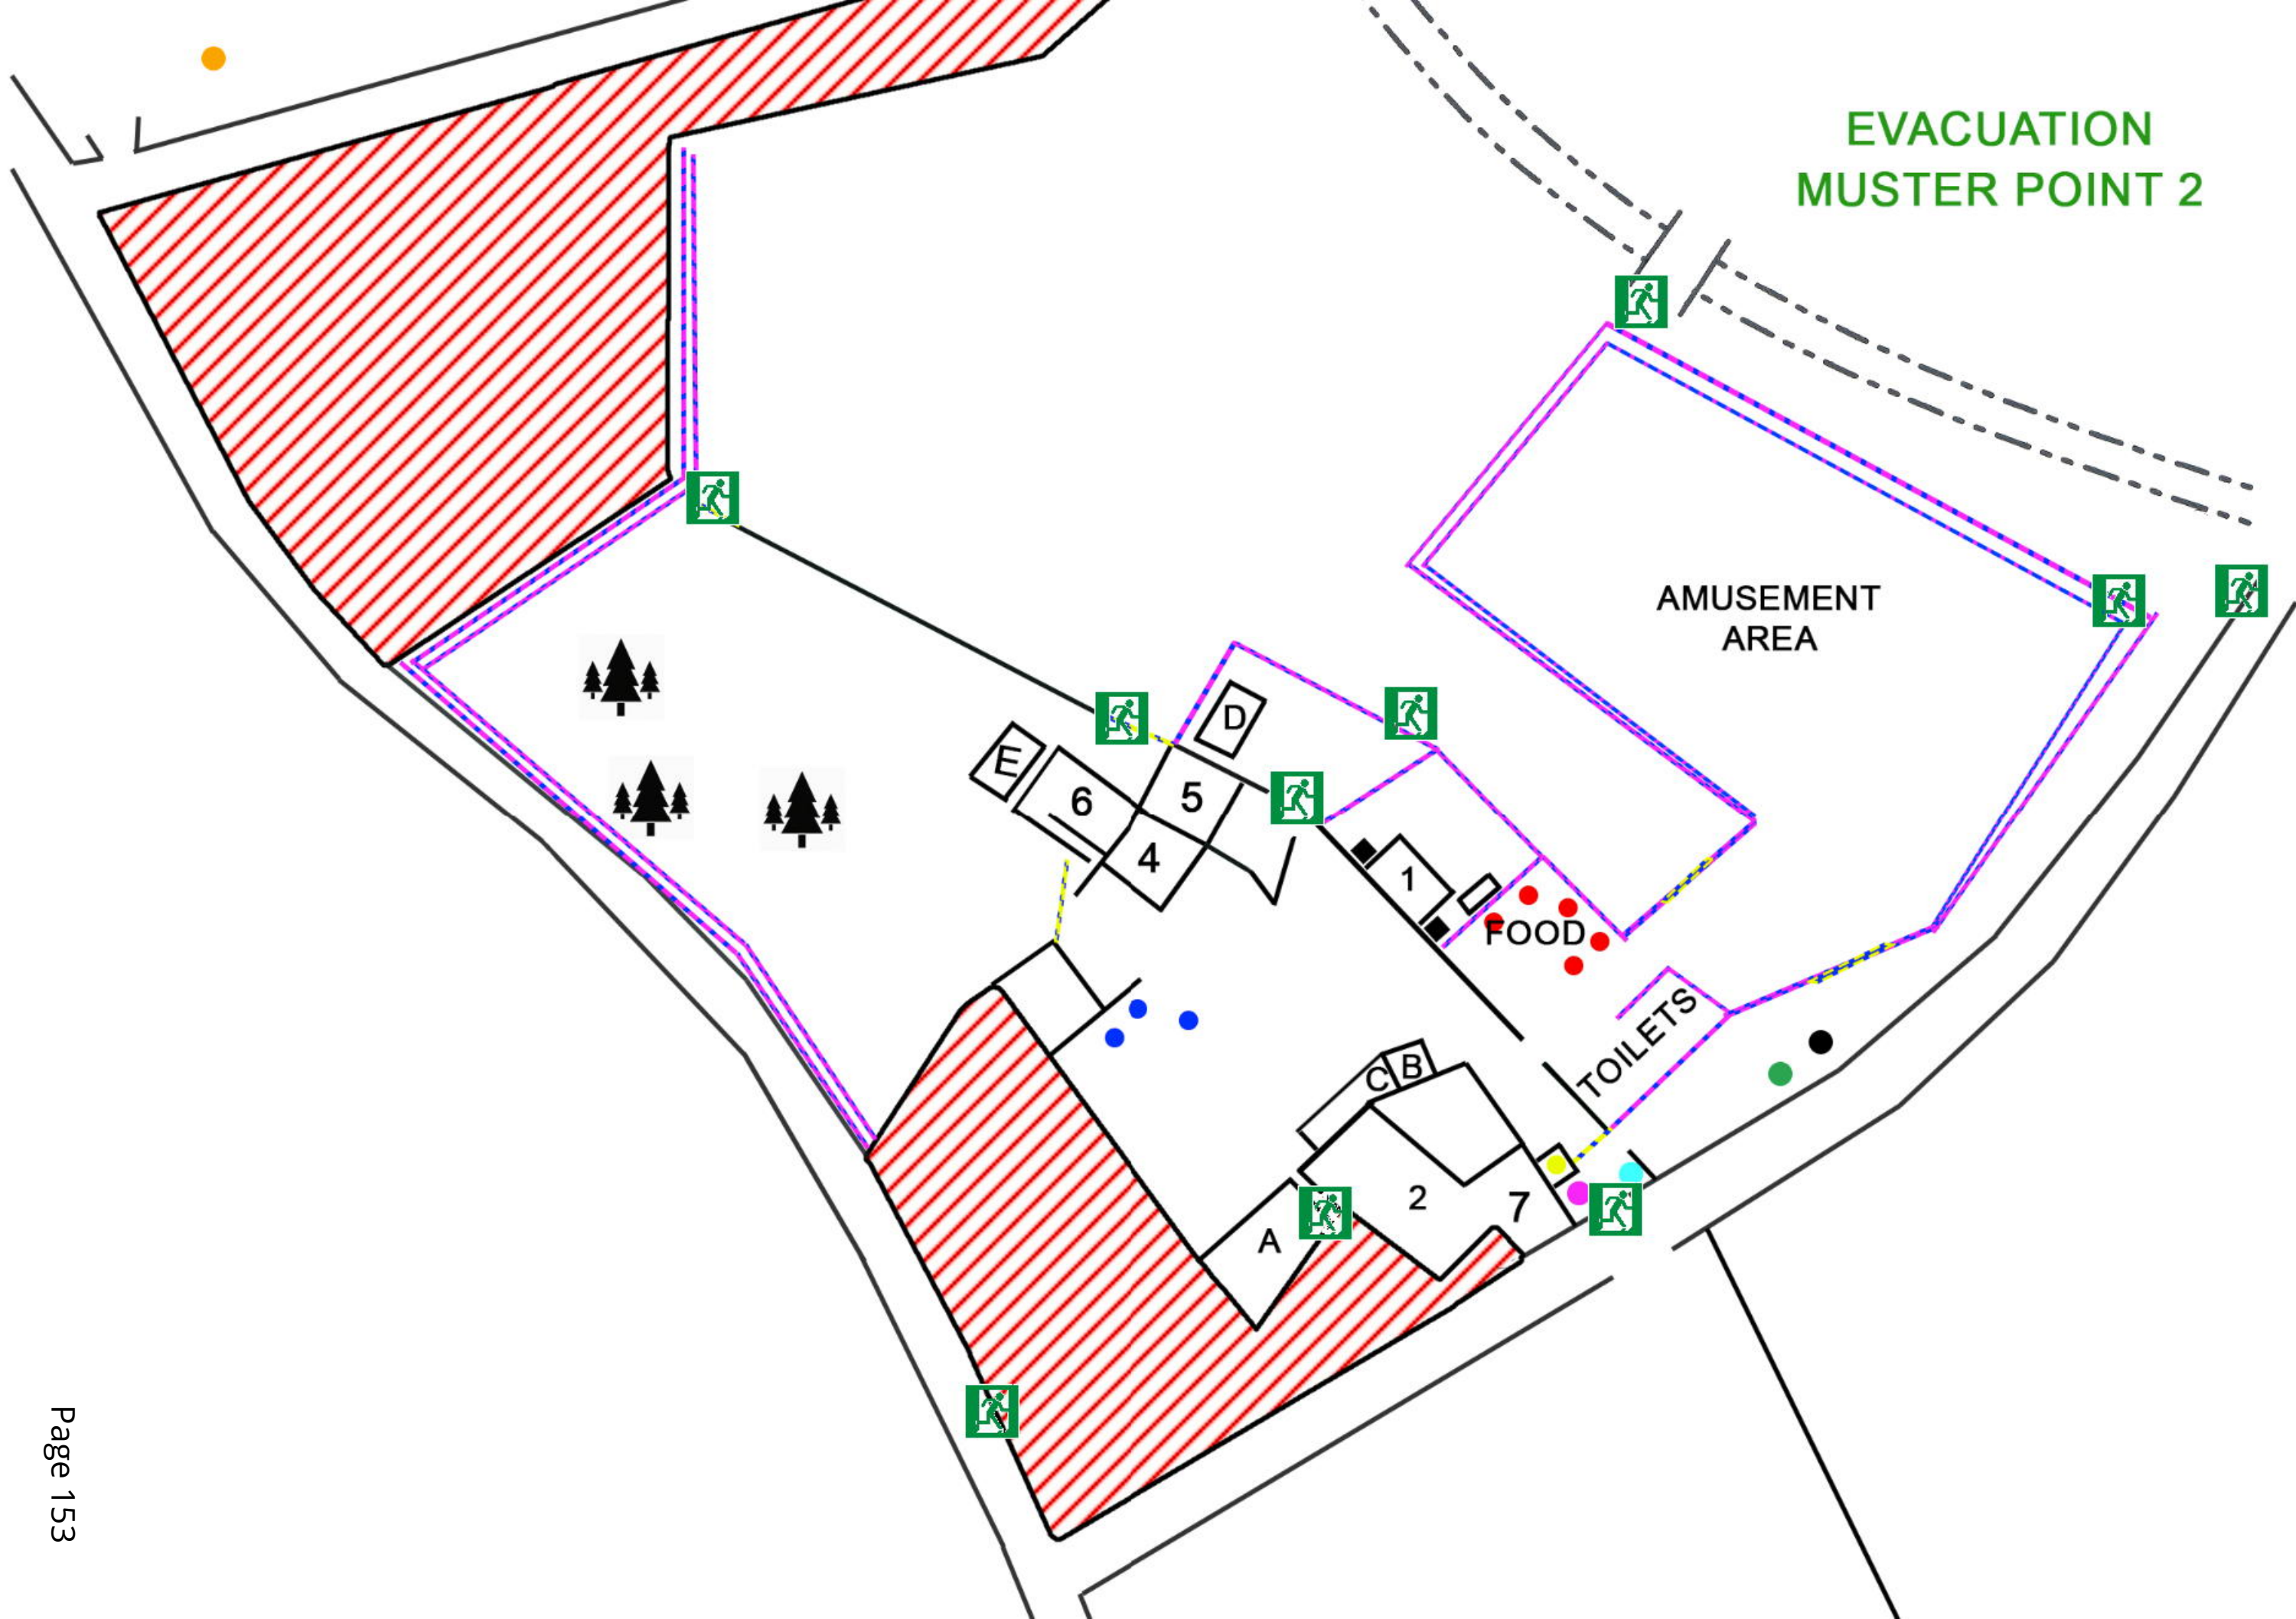 EVACUATION
MUSTER POINT 2
AMUSEMENT
AREA
D
E
6
5
4
1
FOOD
TOILETS
B
C
2
7
A
Page 153